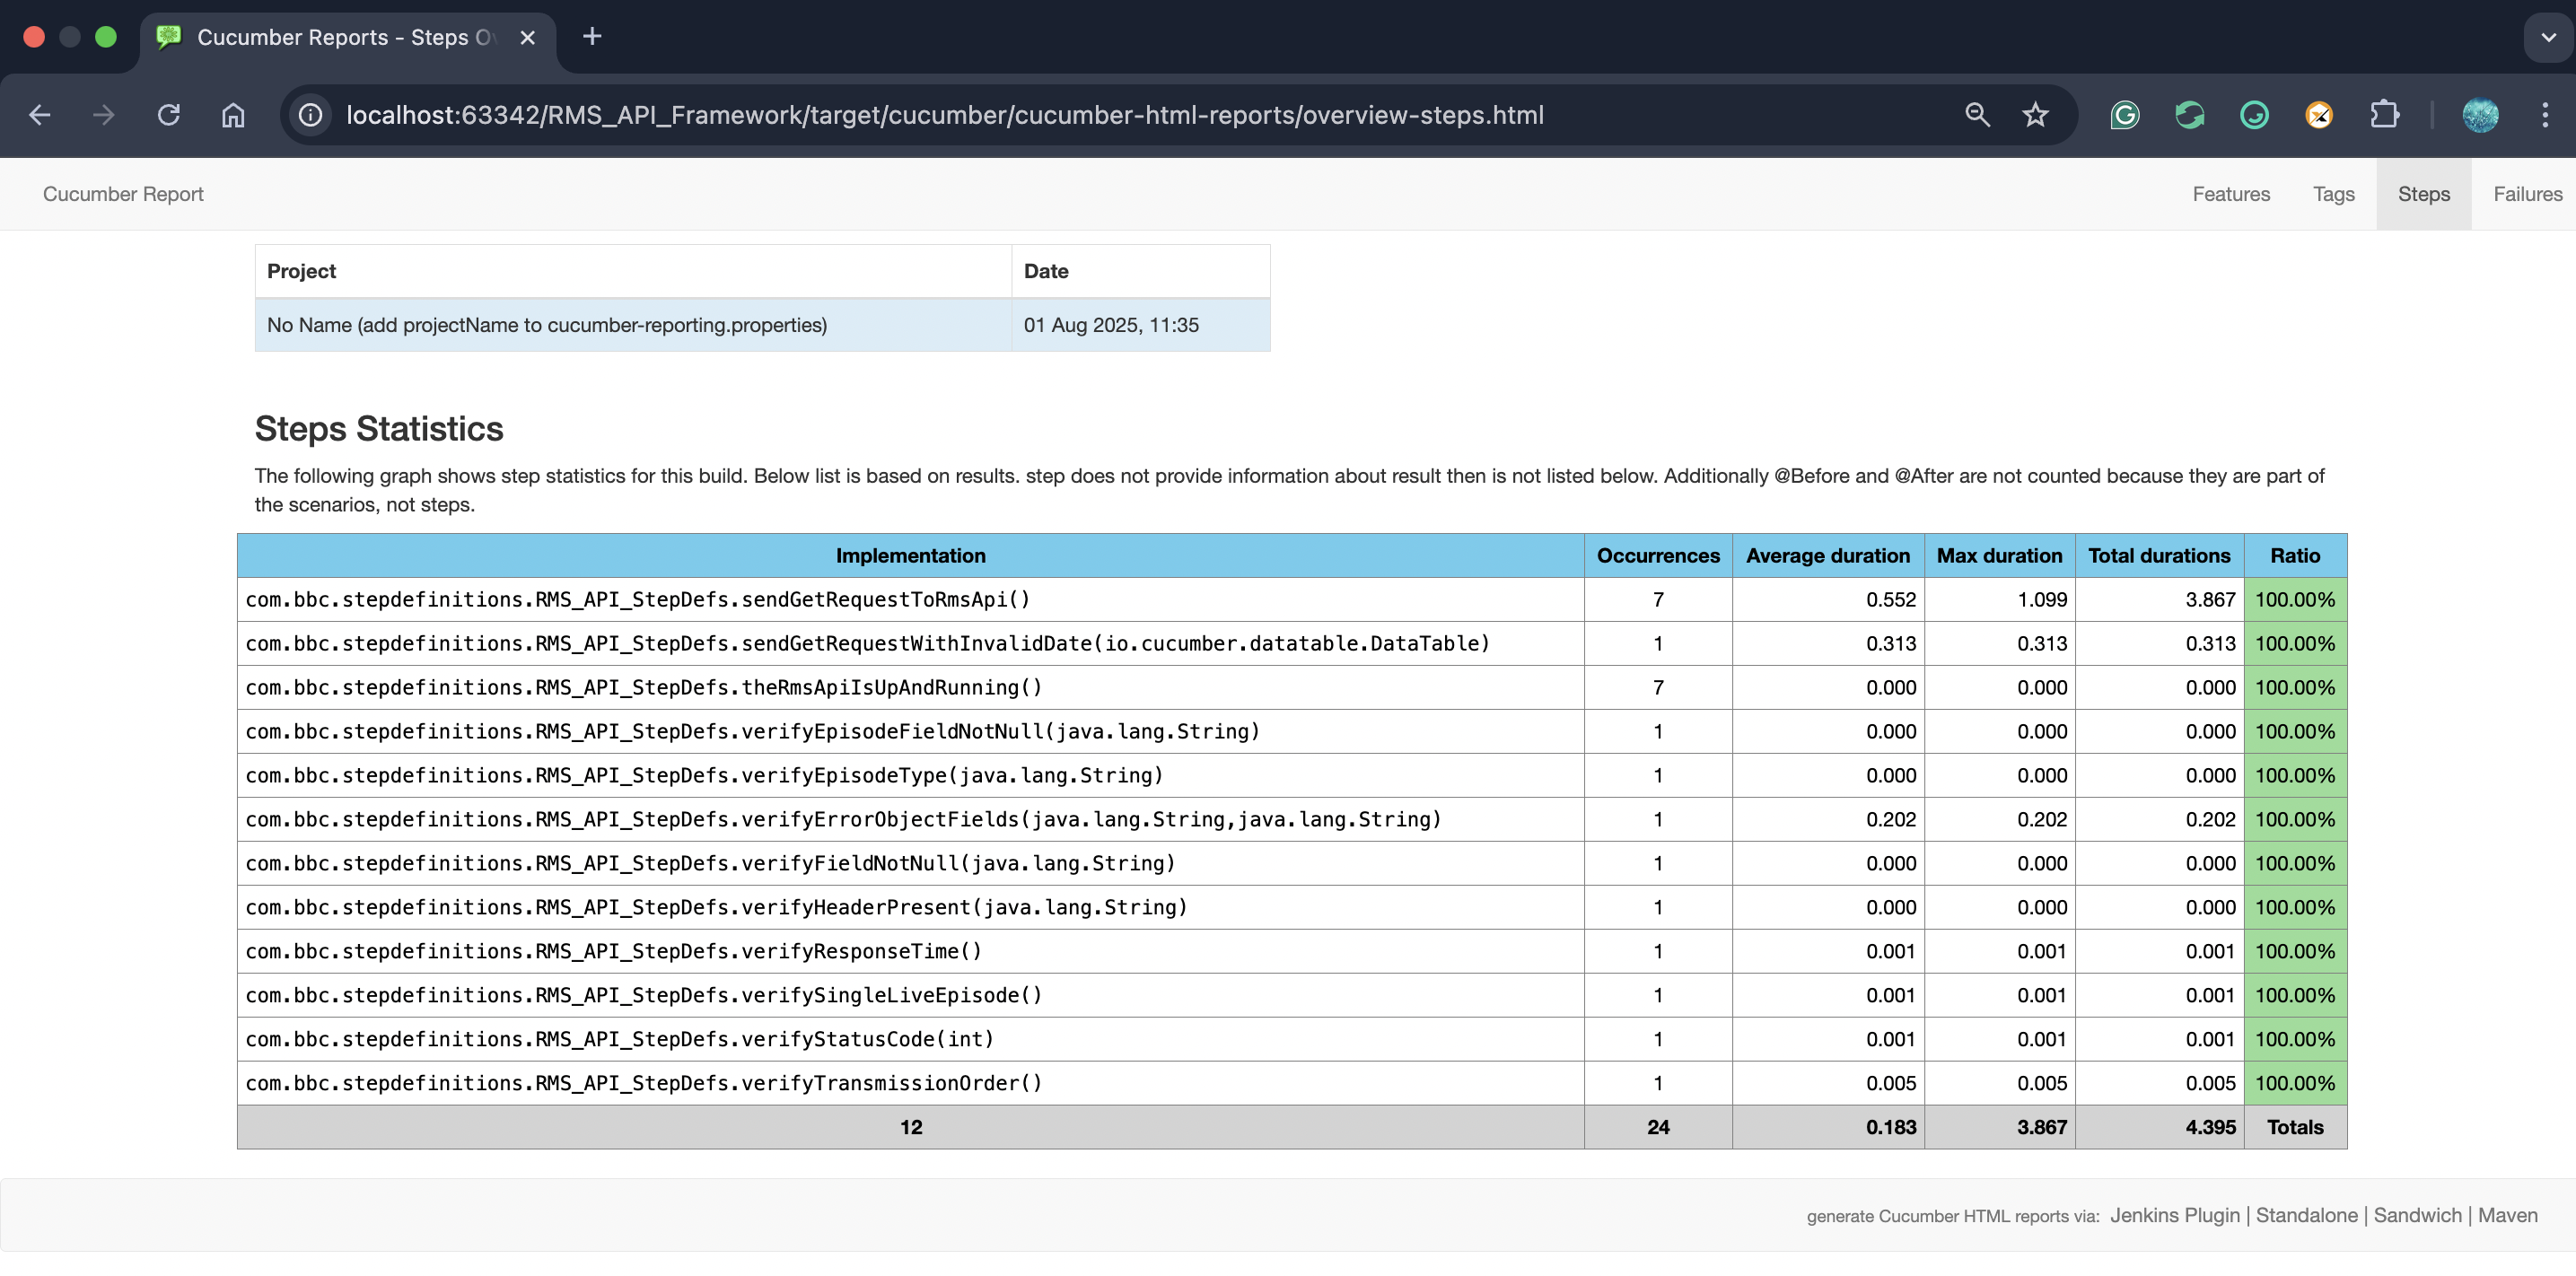 Cucumber Reports - Steps Ov
localhost:63342/RMS_API_Framework/target/cucumber/cucumber-html-reports/overview-steps.html
Cucumber Report Features Tags Steps Failures
Project Date
No Name (add projectName to cucumber-reporting.properties) 01 Aug 2025, 11:35
Steps Statistics
The following graph shows step statistics for this build. Below list is based on results. step does not provide information about result then is not listed below. Additionally @Before and @After are not counted because they are part of
the scenarios, not steps.
Implementation Occurrences Average duration Max duration Total durations Ratio
com.bbc.stepdefinitions.RMS_API_StepDefs.sendGetRequestToRmsApi() 7 0.552 1.099 3.867 100.00%
com.bbc.stepdefinitions.RMS_API_StepDefs.sendGetRequestWithInvalidDate(io.cucumber.datatable.DataTable) 1 0.313 0.313 0.313 100.00%
com.bbc.stepdefinitions.RMS_API_StepDefs.theRmsApiIsUpAndRunning() 7 0.000 0.000 0.000 100.00%
com.bbc.stepdefinitions.RMS_API_StepDefs.verifyEpisodeFieldNotNull(java.lang.String) 1 0.000 0.000 0.000 100.00%
com.bbc.stepdefinitions.RMS_API_StepDefs.verifyEpisodeType(java.lang.String) 1 0.000 0.000 0.000 100.00%
com.bbc.stepdefinitions.RMS_API_StepDefs.verifyErrorObjectFields(java.lang.String,java.lang.String) 1 0.202 0.202 0.202 100.00%
com.bbc.stepdefinitions.RMS_API_StepDefs.verifyFieldNotNull(java.lang.String) 1 0.000 0.000 0.000 100.00%
com.bbc.stepdefinitions.RMS_API_StepDefs.verifyHeaderPresent(java.lang.String) 1 0.000 0.000 0.000 100.00%
com.bbc.stepdefinitions.RMS_API_StepDefs.verifyResponseTime() 1 0.001 0.001 0.001 100.00%
com.bbc.stepdefinitions.RMS_API_StepDefs.verifySingleLiveEpisode() 1 0.001 0.001 0.001 100.00%
com.bbc.stepdefinitions.RMS_API_StepDefs.verifyStatusCode(int) 1 0.001 0.001 0.001 100.00%
com.bbc.stepdefinitions.RMS_API_StepDefs.verifyTransmissionOrder() 1 0.005 0.005 0.005 100.00%
12 24 0.183 3.867 4.395 Totals
generate Cucumber HTML reports via: Jenkins Plugin | Standalone | Sandwich | Maven